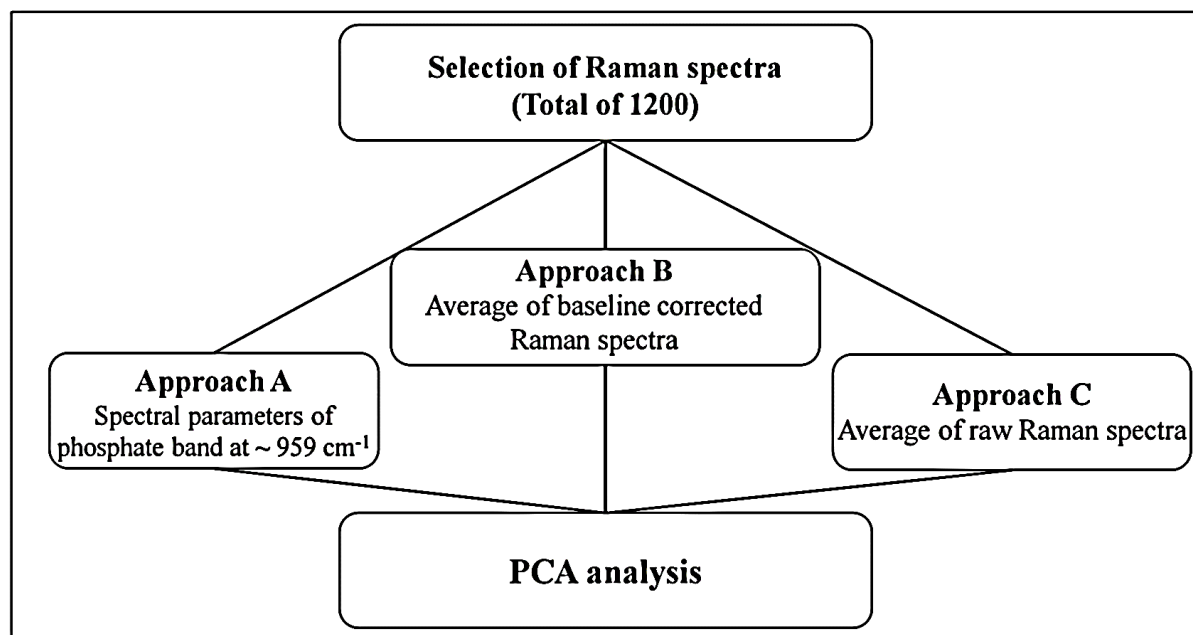 Selection of Raman spectra
(Total of 1200)
Approach B
Average of baseline corrected
Raman spectra
Approach A
Spectral parameters of
phosphate band at ~ 959 cm⁻¹
Approach C
Average of raw Raman spectra
PCA analysis